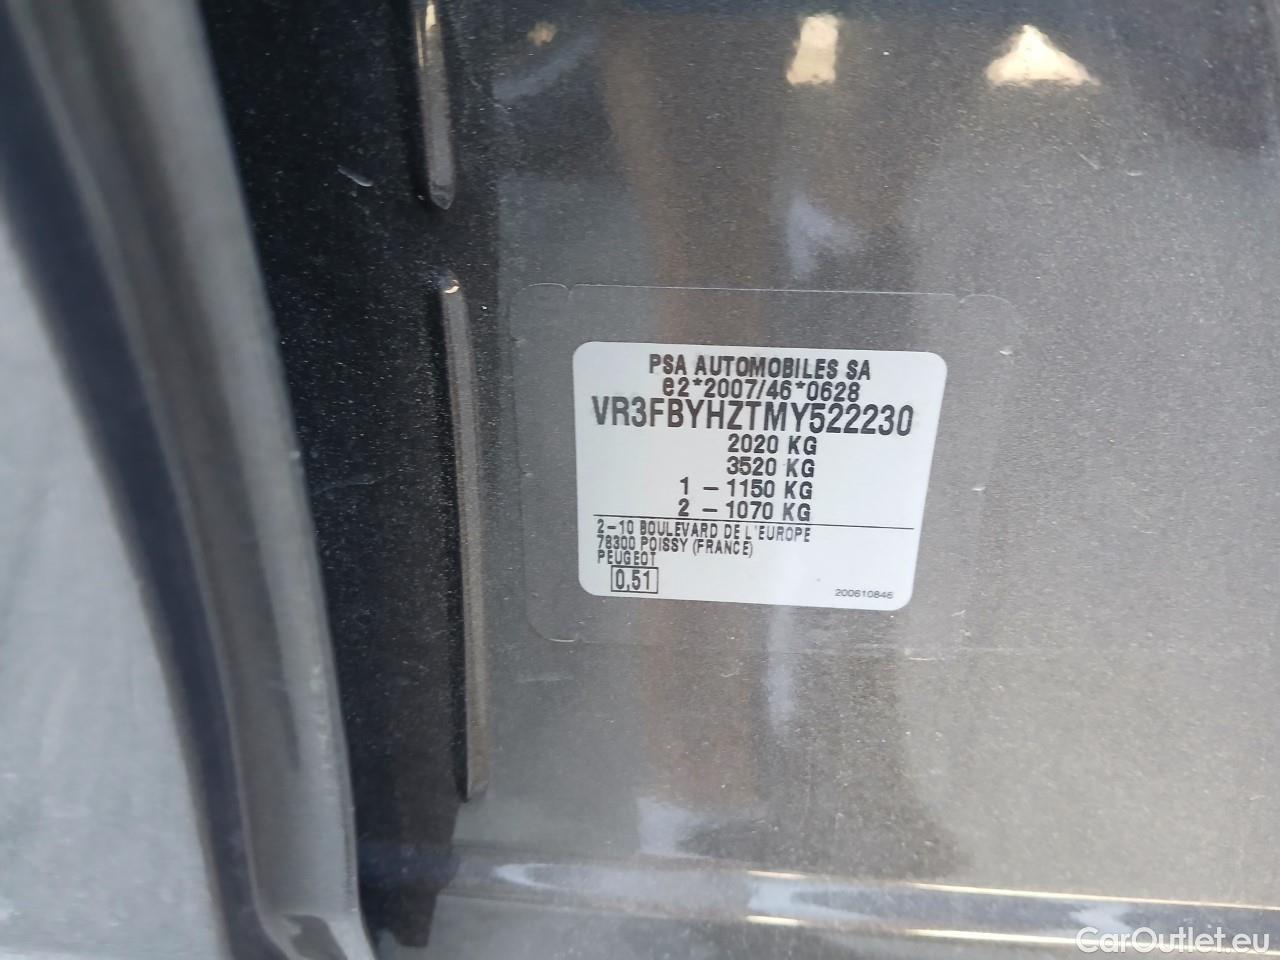 PSA AUTOMOBILES SA
e2*2007/46*0628
VR3FBYHZTMY522230
2020 KG
3520 KG
1 – 1150 KG
2 – 1070 KG
2–10 BOULEVARD DE L'EUROPE
78300 POISSY (FRANCE)
PEUGEOT
0,51
200610846
CarOutlet.eu